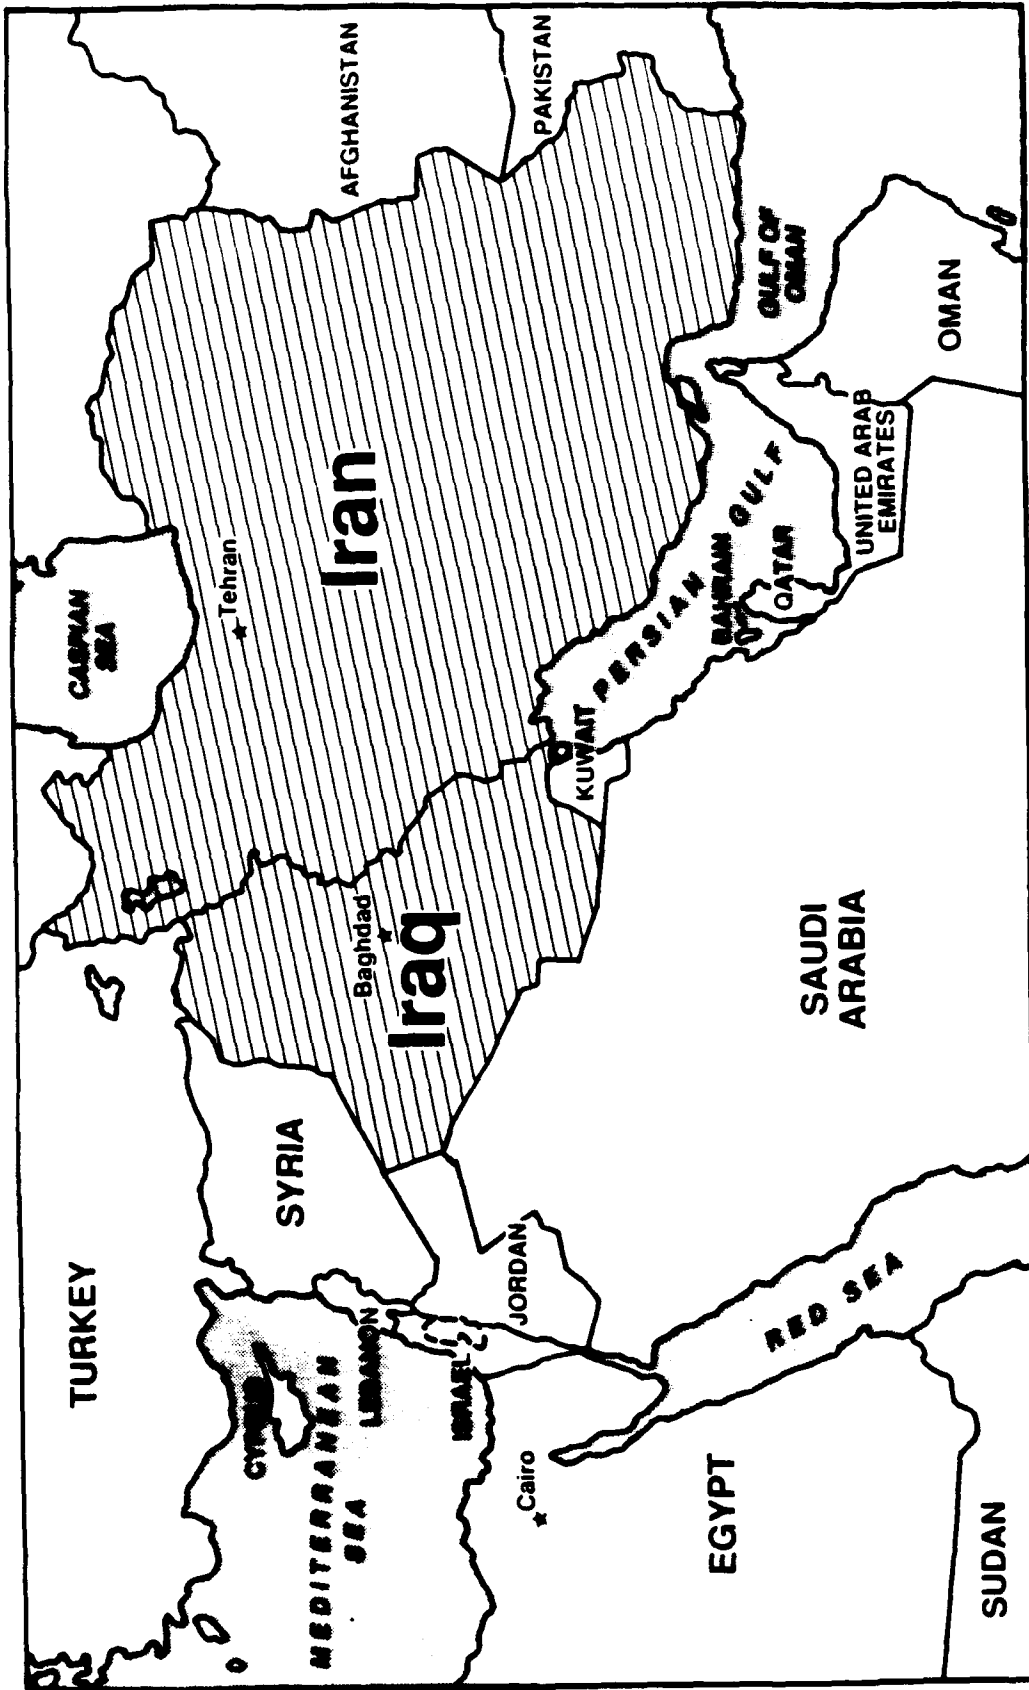 TURKEY
CASPIAN
SEA
CYPRUS
SYRIA
Tehran
AFGHANISTAN
MEDITERRANEAN
SEA
LEBANON
Baghdad
Iraq
Iran
ISRAEL
JORDAN
Cairo
PAKISTAN
KUWAIT
PERSIAN GULF
BAHRAIN
QATAR
GULF OF
OMAN
EGYPT
RED SEA
SAUDI
ARABIA
UNITED ARAB
EMIRATES
OMAN
SUDAN